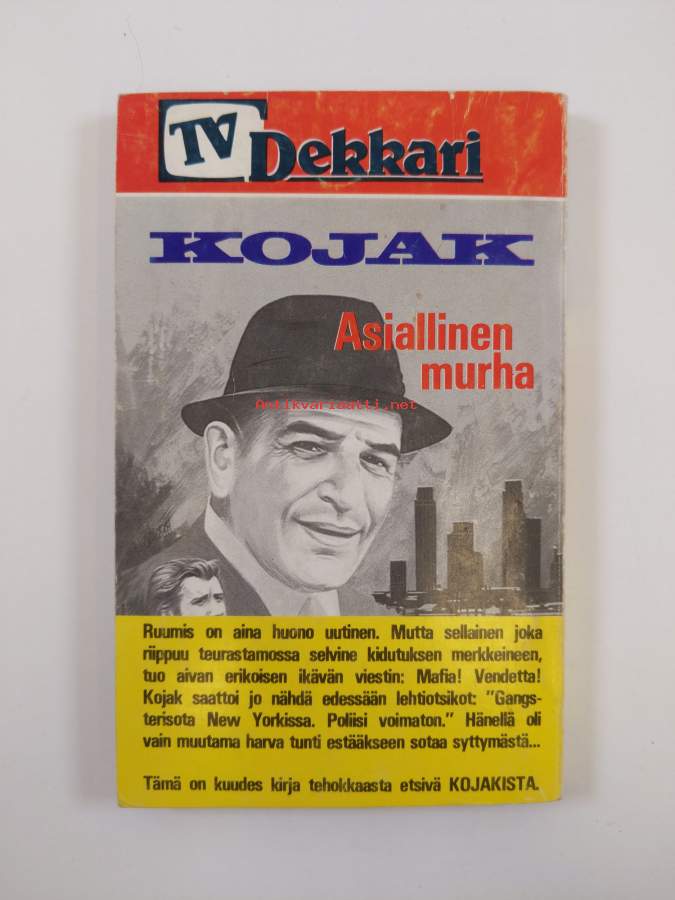 TV Dekkari
KOJAK
Asiallinen
murha
Antikvariaatti.net
Ruumis on aina huono uutinen. Mutta sellainen joka
riippuu teurastamossa selvine kidutuksen merkkeineen,
tuo aivan erikoisen ikävän viestin: Mafia! Vendetta!
Kojak saattoi jo nähdä edessään lehtiotsikot: "Gangs-
terisota New Yorkissa. Poliisi voimaton." Hänellä oli
vain muutama harva tunti estääkseen sotaa syttymästä...
Tämä on kuudes kirja tehokkaasta etsivä KOJAKISTA.